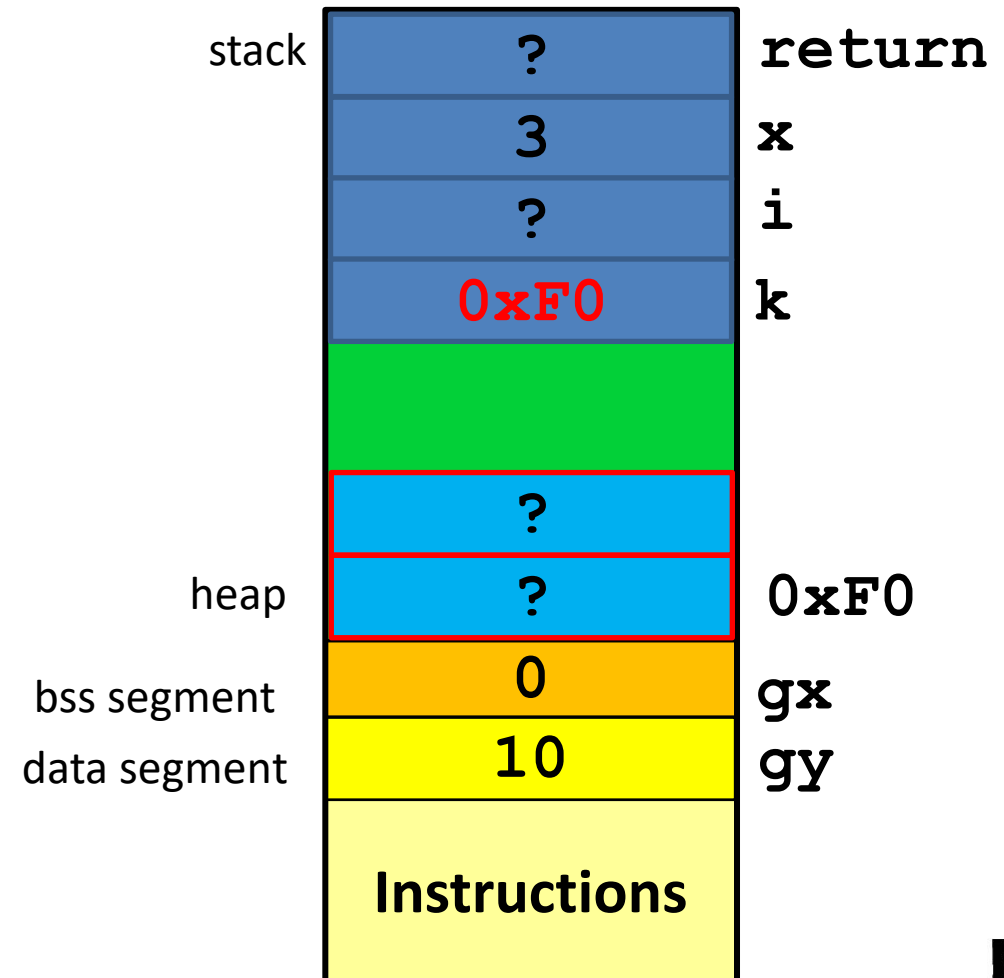 stack ? return
3 x
? i
0xF0 k
?
heap ? 0xF0
bss segment 0 gx
data segment 10 gy
Instructions